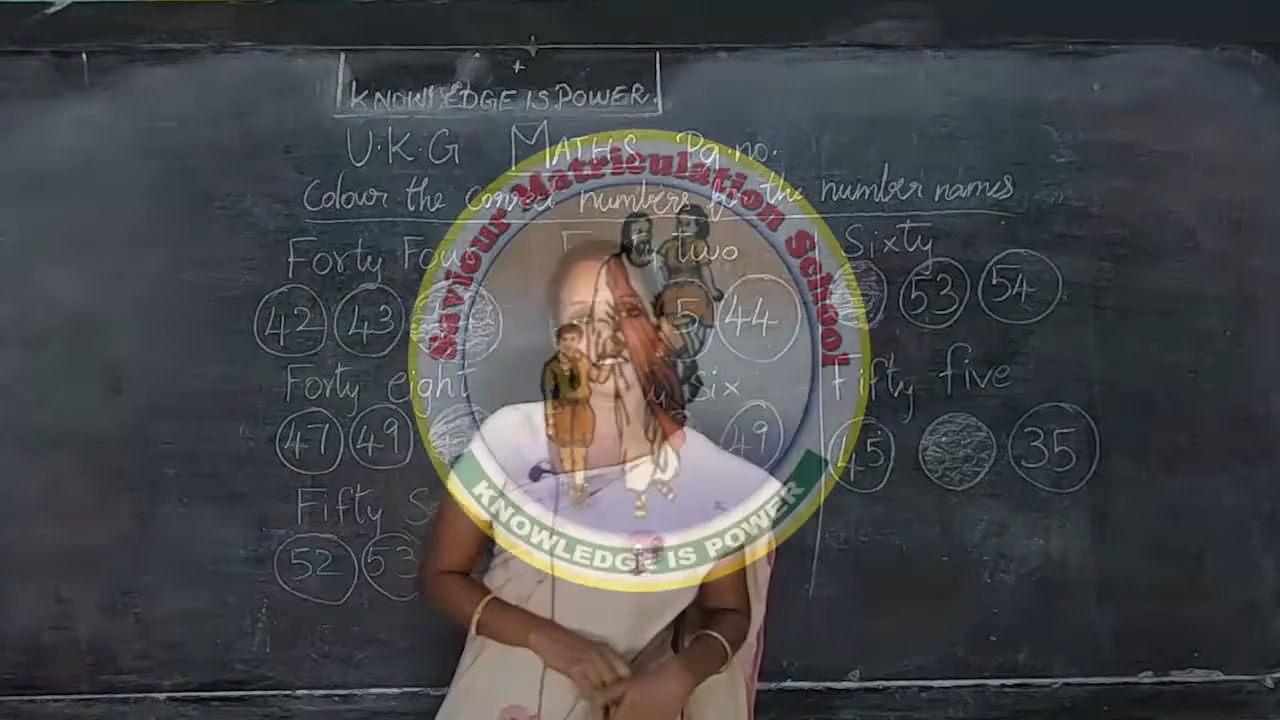 KNOWLEDGE IS POWER.
U.K.G MATHS Pg.no.
Colour the correct numbers for the number names
Saviour Matriculation School
Forty Four two Sixty
42 43 5 44 53 54
Forty eight Six Fifty five
47 49 49 45 35
Fifty
52 53
KNOWLEDGE IS POWER